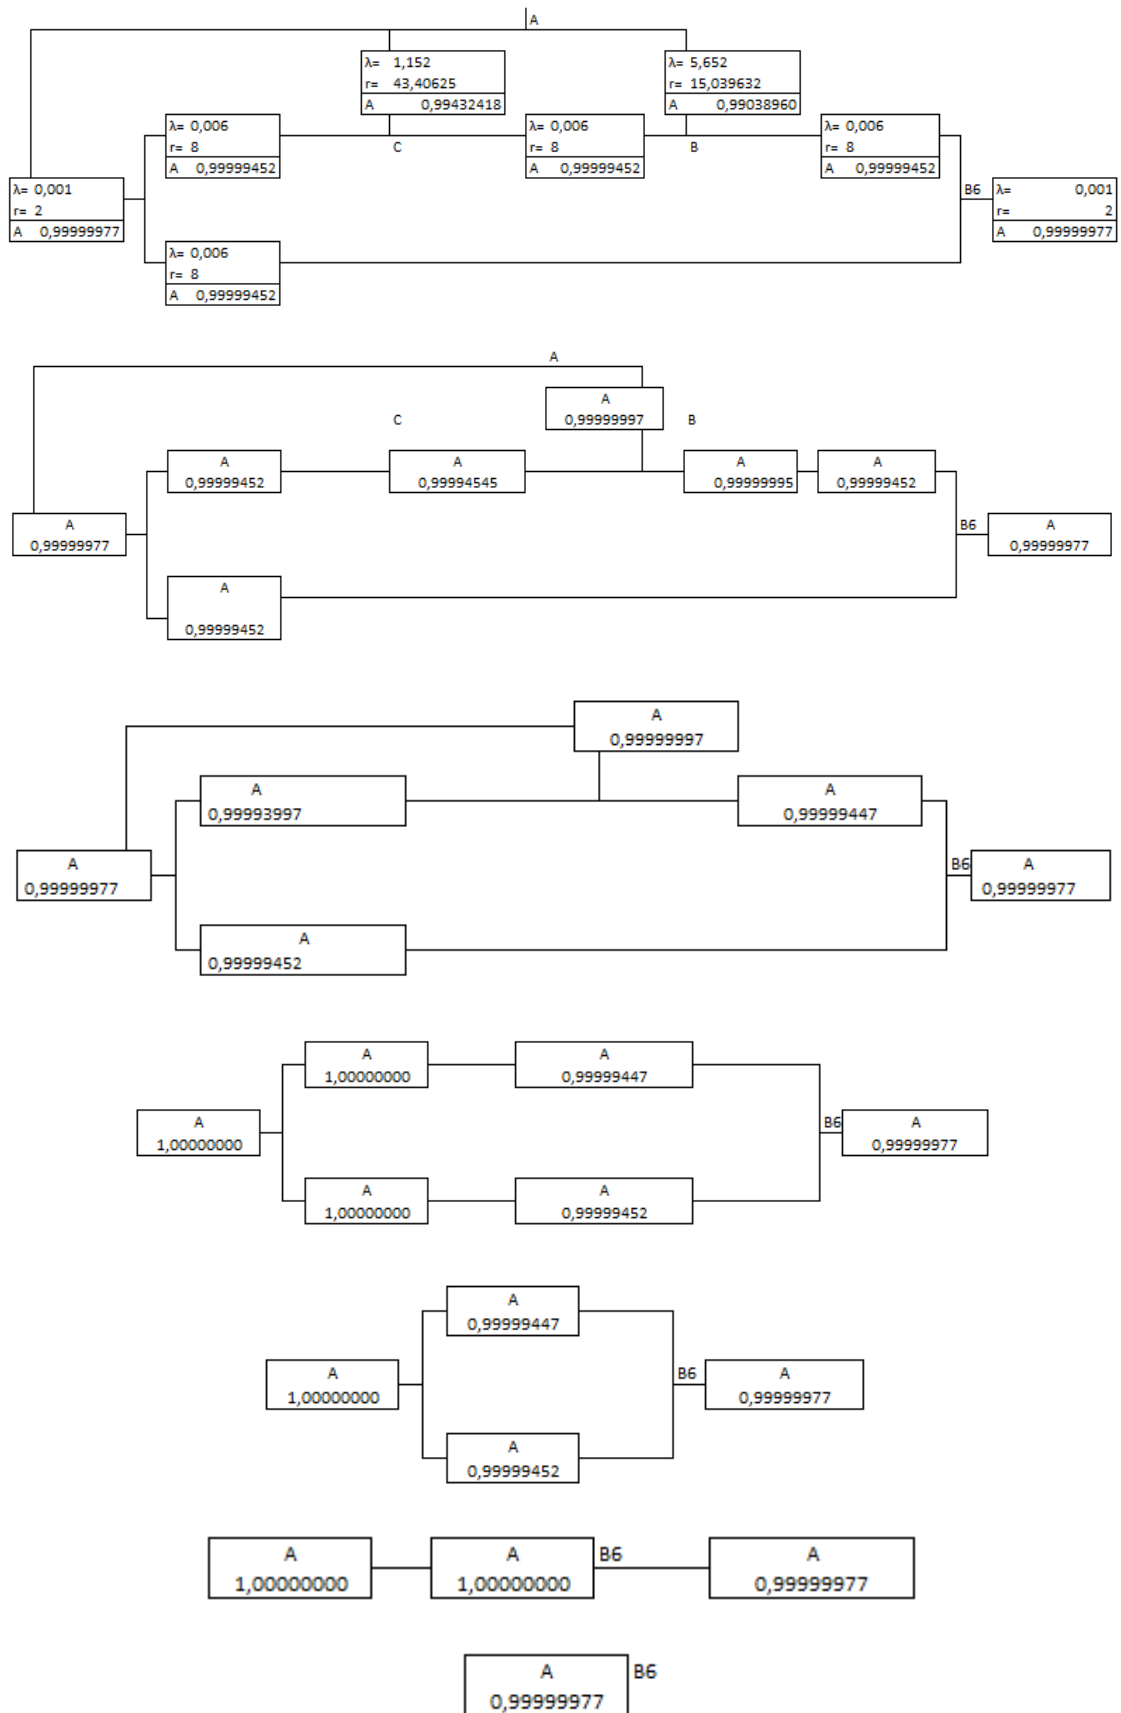 A
λ= 1,152
r= 43,40625
A 0,99432418
λ= 5,652
r= 15,039632
A 0,99038960
λ= 0,006
r= 8
A 0,99999452
C
λ= 0,006
r= 8
A 0,99999452
B
λ= 0,006
r= 8
A 0,99999452
λ= 0,001
r= 2
A 0,99999977
B6
λ= 0,001
r= 2
A 0,99999977
λ= 0,006
r= 8
A 0,99999452
A
A
0,99999997
C
B
A
0,99999452
A
0,99994545
A
0,99999995
A
0,99999452
A
0,99999977
B6
A
0,99999977
A
0,99999452
A
0,99999997
A
0,99993997
A
0,99999447
A
0,99999977
B6
A
0,99999977
A
0,99999452
A
1,00000000
A
0,99999447
A
1,00000000
B6
A
0,99999977
A
1,00000000
A
0,99999452
A
0,99999447
A
1,00000000
B6
A
0,99999977
A
0,99999452
A
1,00000000
A
1,00000000
B6
A
0,99999977
A
0,99999977
B6